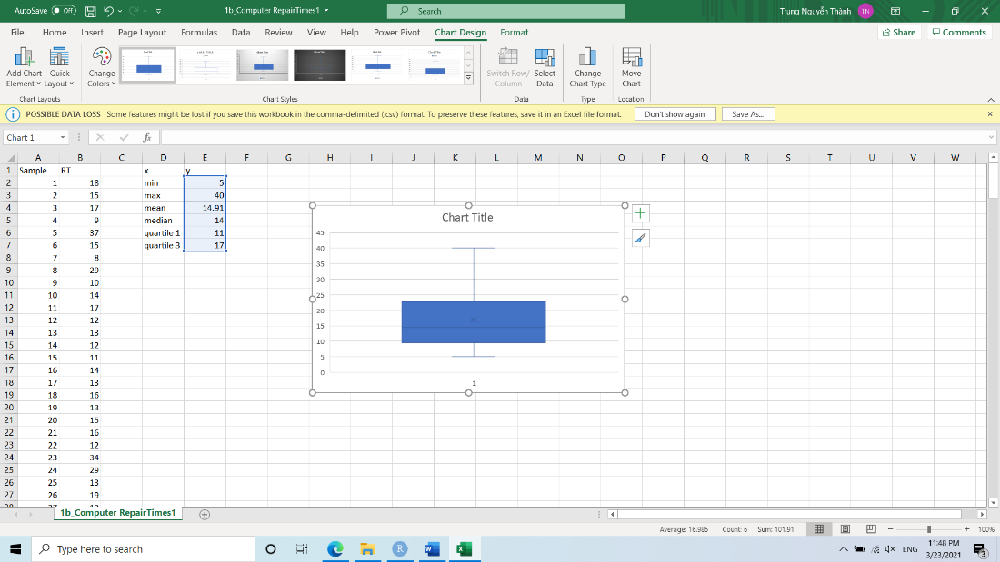 AutoSave Off 1b_Computer RepairTimes1 Search Trung Nguyễn Thành TN
File Home Insert Page Layout Formulas Data Review View Help Power Pivot Chart Design Format Share Comments
Add Chart Element Quick Layout Change Colors Switch Row/ Column Select Data Change Chart Type Move Chart
Chart Layouts Chart Styles Data Type Location
POSSIBLE DATA LOSS Some features might be lost if you save this workbook in the comma-delimited (.csv) format. To preserve these features, save it in an Excel file format. Don't show again Save As...
Chart 1 fx
A B C D E F G H I J K L M N O P Q R S T U V W
1 Sample RT x y
2 1 18 min 5
3 2 15 max 40
4 3 17 mean 14.91
5 4 9 median 14
6 5 37 quartile 1 11
7 6 15 quartile 3 17
8 7 8
9 8 29
10 9 10
11 10 14
12 11 17
13 12 12
14 13 13
15 14 12
16 15 11
17 16 14
18 17 13
19 18 16
20 19 13
21 20 15
22 21 16
23 22 12
24 23 34
25 24 29
26 25 13
27 26 19
Chart Title
45
40
35
30
25
20
15
10
5
0
1
1b_Computer RepairTimes1
Average: 16.985 Count: 6 Sum: 101.91 100%
Type here to search ENG 11:48 PM
3/23/2021 3